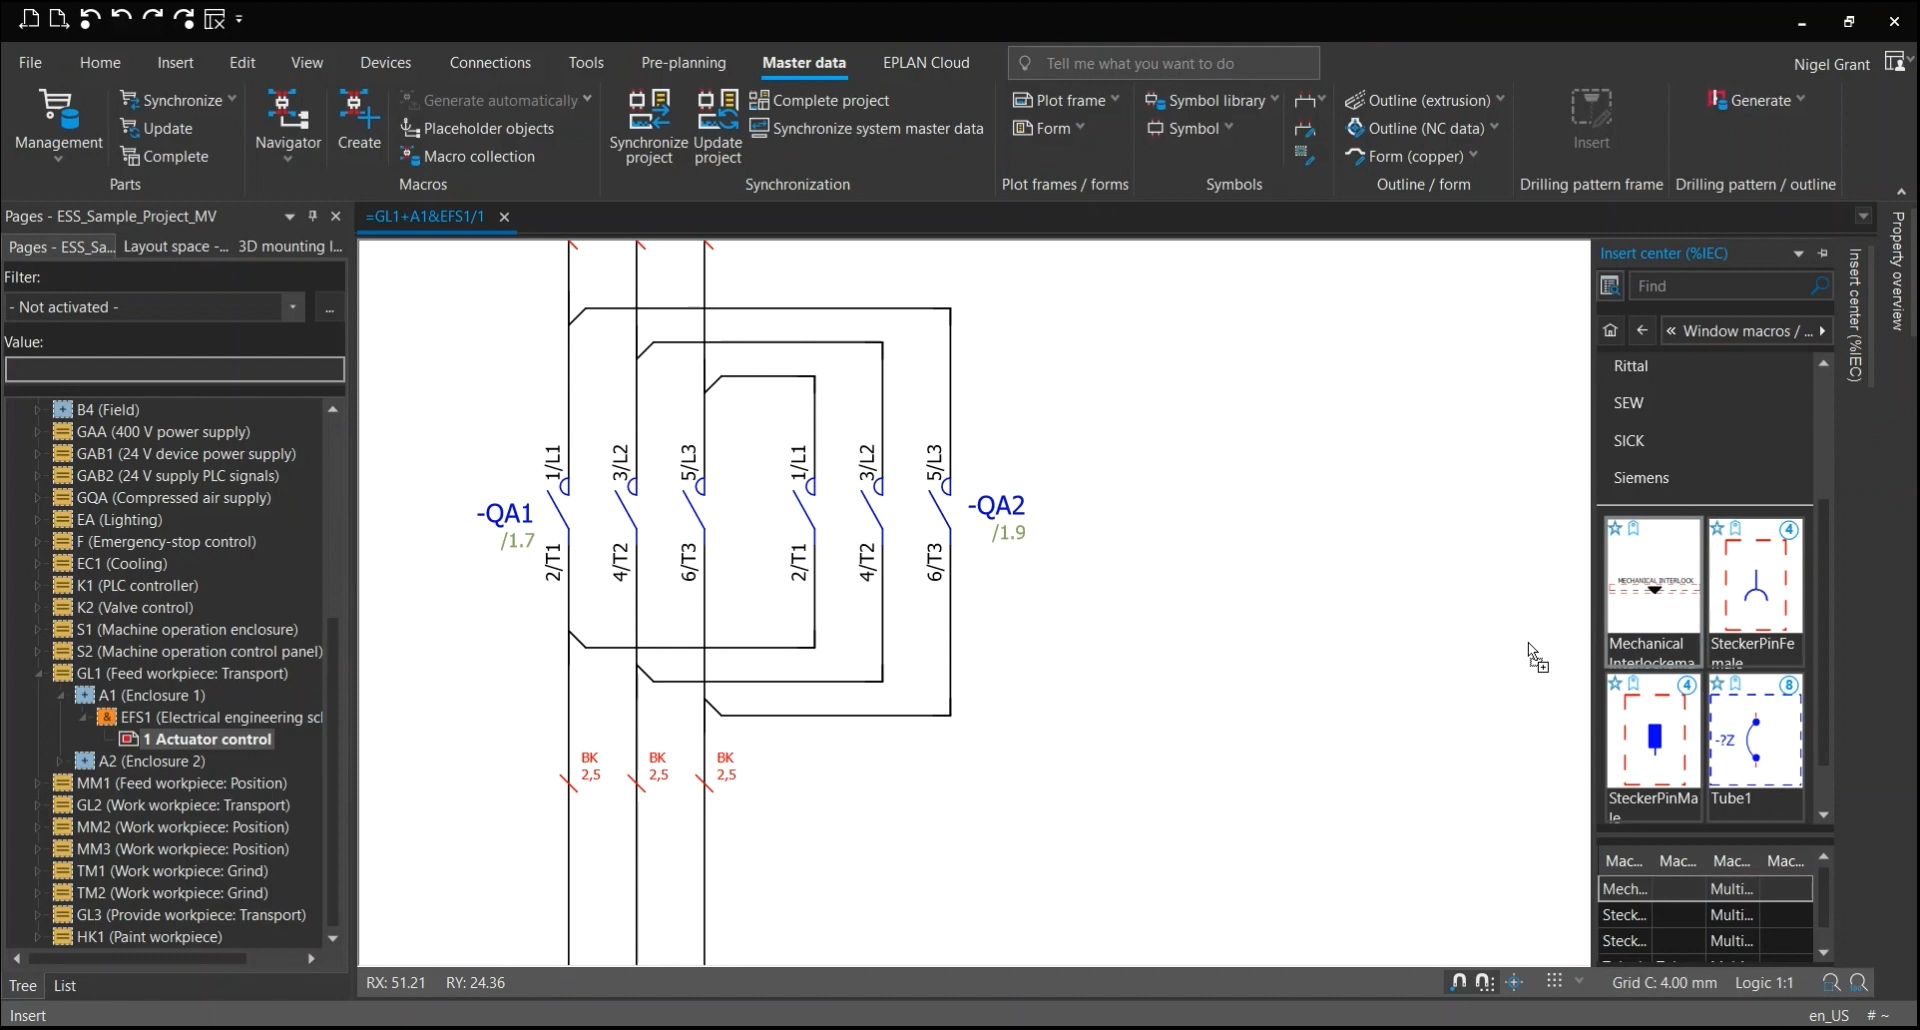 File
Home
Insert
Edit
View
Devices
Connections
Tools
Pre-planning
Master data
EPLAN Cloud
Tell me what you want to do
Nigel Grant
Management
Synchronize
Update
Complete
Parts
Navigator
Create
Generate automatically
Placeholder objects
Macro collection
Macros
Synchronize
project
Update
project
Complete project
Synchronize system master data
Synchronization
Plot frame
Form
Plot frames / forms
Symbol library
Symbol
Symbols
Outline (extrusion)
Outline (NC data)
Form (copper)
Outline / form
Insert
Drilling pattern frame
Generate
Drilling pattern / outline
Pages - ESS_Sample_Project_MV
Pages - ESS_Sa...
Layout space -...
3D mounting l...
Filter:
- Not activated -
...
Value:
B4 (Field)
GAA (400 V power supply)
GAB1 (24 V device power supply)
GAB2 (24 V supply PLC signals)
GQA (Compressed air supply)
EA (Lighting)
F (Emergency-stop control)
EC1 (Cooling)
K1 (PLC controller)
K2 (Valve control)
S1 (Machine operation enclosure)
S2 (Machine operation control panel)
GL1 (Feed workpiece: Transport)
A1 (Enclosure 1)
& EFS1 (Electrical engineering scl
1 Actuator control
A2 (Enclosure 2)
MM1 (Feed workpiece: Position)
GL2 (Work workpiece: Transport)
MM2 (Work workpiece: Position)
MM3 (Work workpiece: Position)
TM1 (Work workpiece: Grind)
TM2 (Work workpiece: Grind)
GL3 (Provide workpiece: Transport)
HK1 (Paint workpiece)
Tree
List
=GL1+A1&EFS1/1
1/L1
3/L2
5/L3
1/L1
3/L2
5/L3
-QA1
/1.7
-QA2
/1.9
2/T1
4/T2
6/T3
2/T1
4/T2
6/T3
BK
2,5
BK
2,5
BK
2,5
Insert center (%IEC)
Find
« Window macros / ...
Rittal
SEW
SICK
Siemens
MECHANICAL INTERLOCK
Mechanical
Interlockema
4
SteckerPinFe
male
4
SteckerPinMa
le
8
-?Z
Tube1
Mac...
Mac...
Mac...
Mac...
Mech...
Multi...
Steck...
Multi...
Steck...
Multi...
Insert center (%IEC)
Property overview
RX: 51.21
RY: 24.36
Grid C: 4.00 mm
Logic 1:1
Insert
en_US
# ~